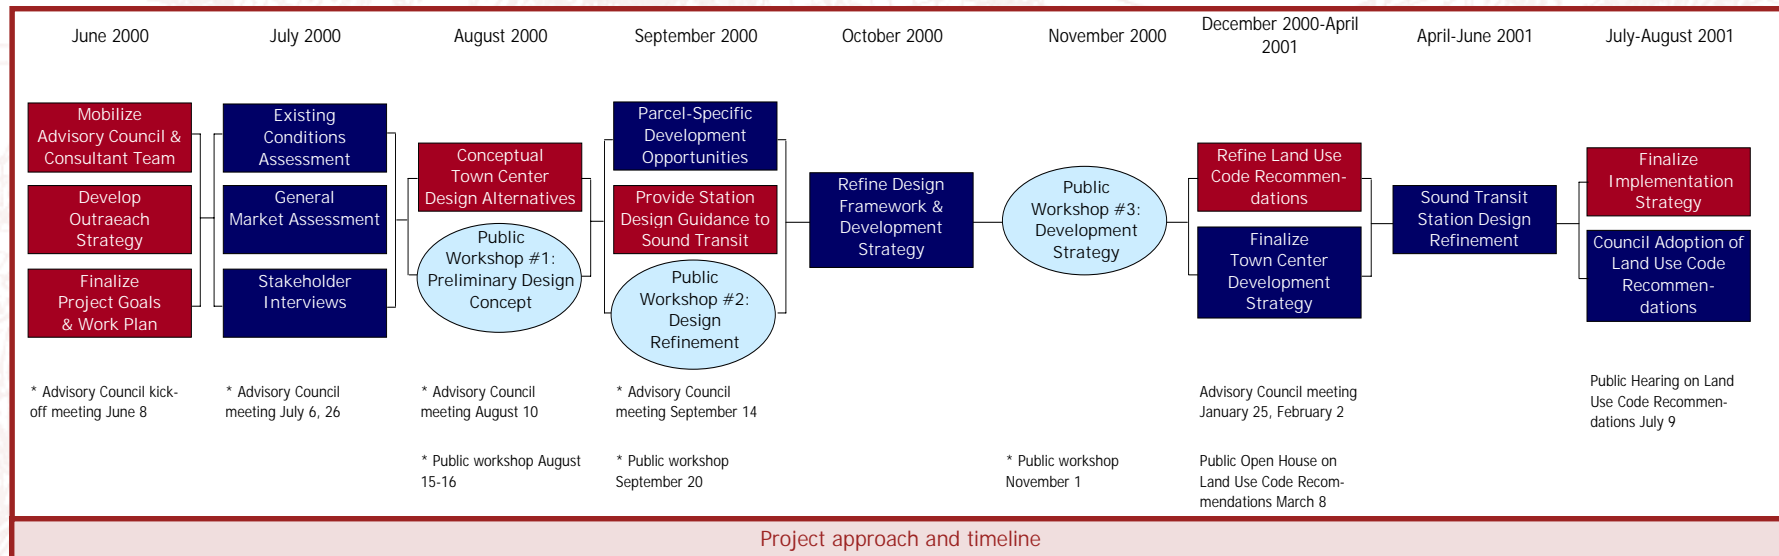 June 2000
July 2000
August 2000
September 2000
October 2000
November 2000
December 2000-April
2001
April-June 2001
July-August 2001
Mobilize
Advisory Council &
Consultant Team
Develop
Outraeach
Strategy
Finalize
Project Goals
& Work Plan
Existing
Conditions
Assessment
General
Market Assessment
Stakeholder
Interviews
Conceptual
Town Center
Design Alternatives
Public
Workshop #1:
Preliminary Design
Concept
Parcel-Specific
Development
Opportunities
Provide Station
Design Guidance to
Sound Transit
Public
Workshop #2:
Design
Refinement
Refine Design
Framework &
Development
Strategy
Public
Workshop #3:
Development
Strategy
Refine Land Use
Code Recommen-
dations
Finalize
Town Center
Development
Strategy
Sound Transit
Station Design
Refinement
Finalize
Implementation
Strategy
Council Adoption of
Land Use Code
Recommen-
dations
* Advisory Council kick-
off meeting June 8
* Advisory Council
meeting July 6, 26
* Advisory Council
meeting August 10
* Public workshop August
15-16
* Advisory Council
meeting September 14
* Public workshop
September 20
* Public workshop
November 1
Advisory Council meeting
January 25, February 2
Public Open House on
Land Use Code Recom-
mendations March 8
Public Hearing on Land
Use Code Recommen-
dations July 9
Project approach and timeline